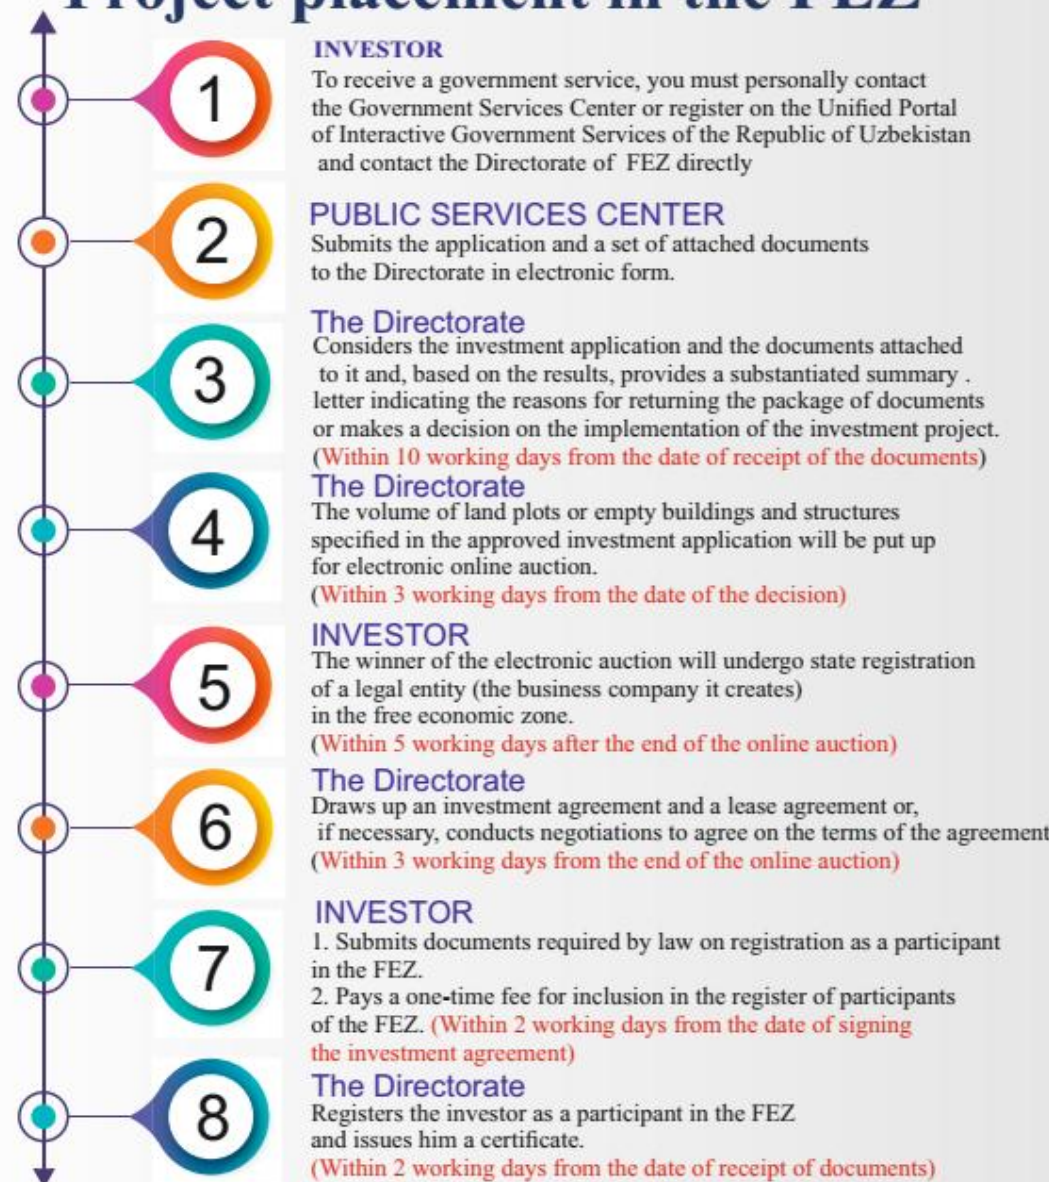 Project placement in the FEZ
1
INVESTOR
To receive a government service, you must personally contact
the Government Services Center or register on the Unified Portal
of Interactive Government Services of the Republic of Uzbekistan
and contact the Directorate of FEZ directly
2
PUBLIC SERVICES CENTER
Submits the application and a set of attached documents
to the Directorate in electronic form.
3
The Directorate
Considers the investment application and the documents attached
to it and, based on the results, provides a substantiated summary .
letter indicating the reasons for returning the package of documents
or makes a decision on the implementation of the investment project.
(Within 10 working days from the date of receipt of the documents)
4
The Directorate
The volume of land plots or empty buildings and structures
specified in the approved investment application will be put up
for electronic online auction.
(Within 3 working days from the date of the decision)
5
INVESTOR
The winner of the electronic auction will undergo state registration
of a legal entity (the business company it creates)
in the free economic zone.
(Within 5 working days after the end of the online auction)
6
The Directorate
Draws up an investment agreement and a lease agreement or,
if necessary, conducts negotiations to agree on the terms of the agreement
(Within 3 working days from the end of the online auction)
7
INVESTOR
1. Submits documents required by law on registration as a participant
in the FEZ.
2. Pays a one-time fee for inclusion in the register of participants
of the FEZ. (Within 2 working days from the date of signing
the investment agreement)
8
The Directorate
Registers the investor as a participant in the FEZ
and issues him a certificate.
(Within 2 working days from the date of receipt of documents)